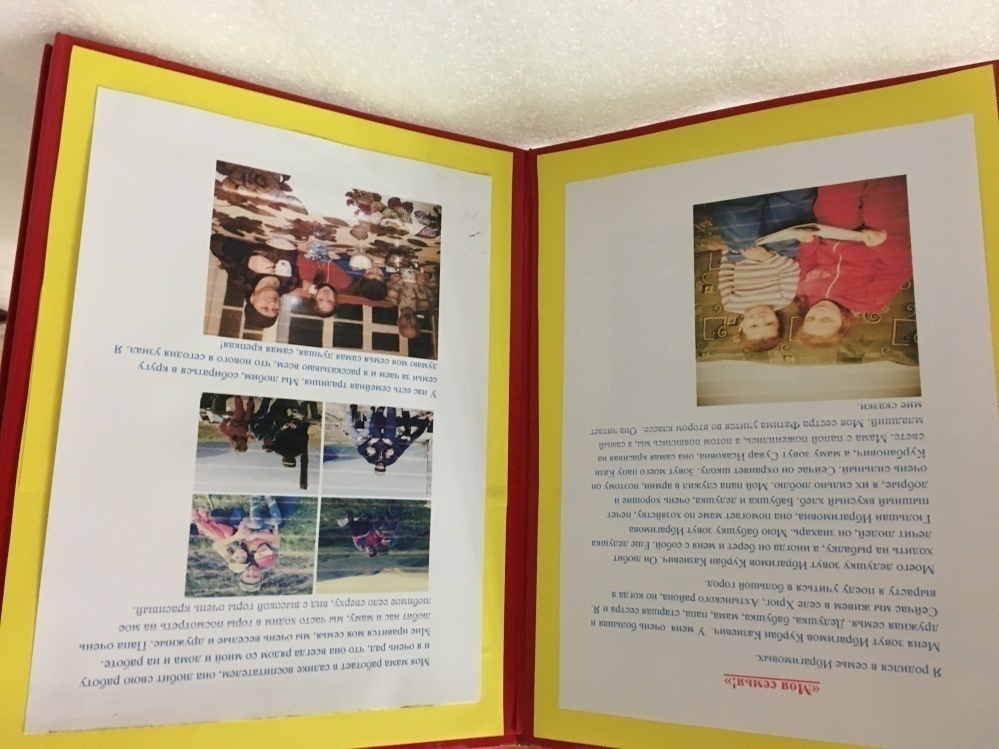 «Моя семья!»
Я родился в семье Ибрагимовых.
Меня зовут Ибрагимов Курбан Казиевич. У меня очень большая и
дружная семья. Дедушка, бабушка, мама, папа, старшая сестра и Я.
Сейчас мы живем в селе Хрюг, Ахтынского района, но когда я
вырасту я поеду учиться в большой город.
Моего дедушку зовут Ибрагимов Курбан Казиевич. Он любит
ходить на рыбалку, а иногда он берет и меня с собой. Еще дедушка
лечит людей, он знахарь. Мою бабушку зовут Ибрагимова
Гюльшан Ибрагимовна, она помогает маме по хозяйству, печет
пышный вкусный хлеб. Бабушка и дедушка, очень хорошие и
добрые, я их сильно люблю. Мой папа служил в армии, поэтому он
очень сильный. Сейчас он охраняет школу. Зовут моего папу Кази
Курбанович, а маму зовут Сувар Исаковна, она самая красивая на
свете. Мама с папой поженились, а потом появились мы, я самый
младший. Моя сестра Фатима учится во втором классе. Она читает
мне сказки.
Моя мама работает в садике воспитателем, она любит свою работу
и я очень рад, что она всегда рядом со мной и дома и на работе.
Мне нравится моя семья, мы очень веселые и дружные. Папа очень
любит нас и маму, мы часто ходим в горы посмотреть на мое
любимое село сверху, вид с высокой горы очень красивый.
У нас есть семейная традиция. Мы любим, собираться в кругу
семьи за чаем и я рассказываю всем, что нового я сегодня узнал. Я
думаю моя семья самая лучшая, самая крепкая!